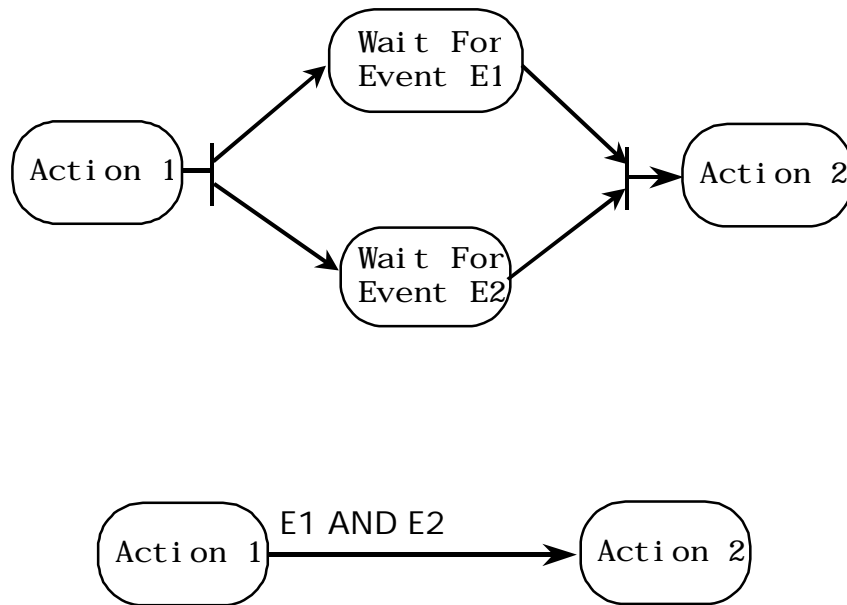 Wait For
Event E1
Action 1
Action 2
Wait For
Event E2
E1 AND E2
Action 1
Action 2